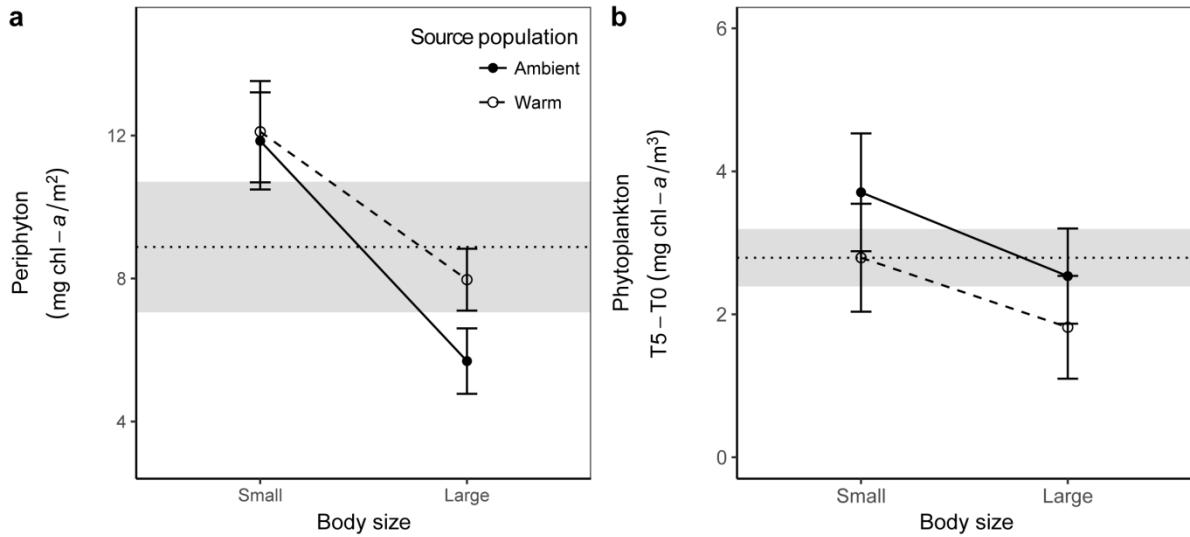 a
Source population
Ambient
Warm
12
8
4
Periphyton
(mg chl − a/m²)
Small
Large
Body size
b
6
4
2
0
Phytoplankton
T5 − T0 (mg chl − a/m³)
Small
Large
Body size